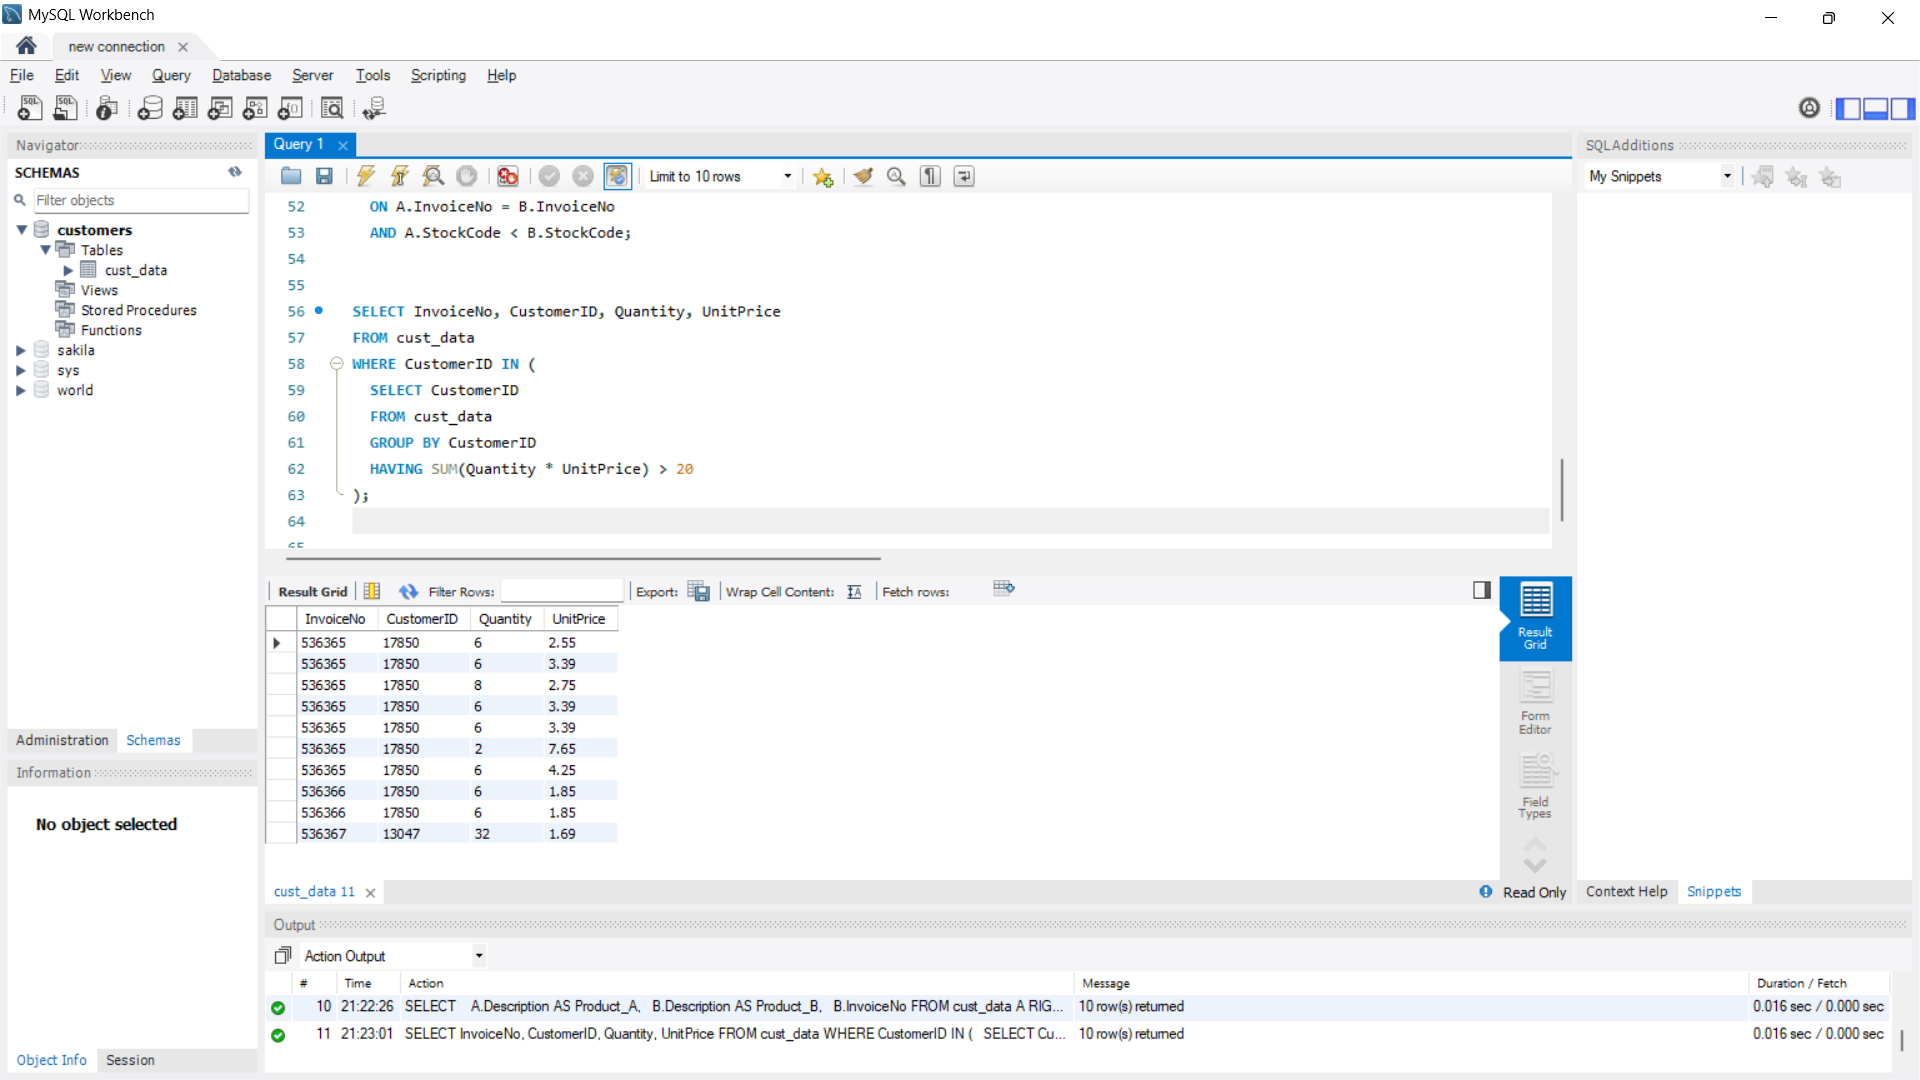 MySQL Workbench
new connection
File Edit View Query Database Server Tools Scripting Help
Navigator
SCHEMAS
Filter objects
customers
Tables
cust_data
Views
Stored Procedures
Functions
sakila
sys
world
Administration Schemas
Information
No object selected
Object Info Session
Query 1
Limit to 10 rows
52 ON A.InvoiceNo = B.InvoiceNo
53 AND A.StockCode < B.StockCode;
54
55
56 SELECT InvoiceNo, CustomerID, Quantity, UnitPrice
57 FROM cust_data
58 WHERE CustomerID IN (
59 SELECT CustomerID
60 FROM cust_data
61 GROUP BY CustomerID
62 HAVING SUM(Quantity * UnitPrice) > 20
63 );
64
65
Result Grid Filter Rows: Export: Wrap Cell Content: Fetch rows:
InvoiceNo CustomerID Quantity UnitPrice
536365 17850 6 2.55
536365 17850 6 3.39
536365 17850 8 2.75
536365 17850 6 3.39
536365 17850 6 3.39
536365 17850 2 7.65
536365 17850 6 4.25
536366 17850 6 1.85
536366 17850 6 1.85
536367 13047 32 1.69
Result
Grid
Form
Editor
Field
Types
cust_data 11
Read Only
SQLAdditions
My Snippets
Context Help Snippets
Output
Action Output
# Time Action Message Duration / Fetch
10 21:22:26 SELECT A.Description AS Product_A, B.Description AS Product_B, B.InvoiceNo FROM cust_data A RIG... 10 row(s) returned 0.016 sec / 0.000 sec
11 21:23:01 SELECT InvoiceNo, CustomerID, Quantity, UnitPrice FROM cust_data WHERE CustomerID IN ( SELECT Cu... 10 row(s) returned 0.016 sec / 0.000 sec